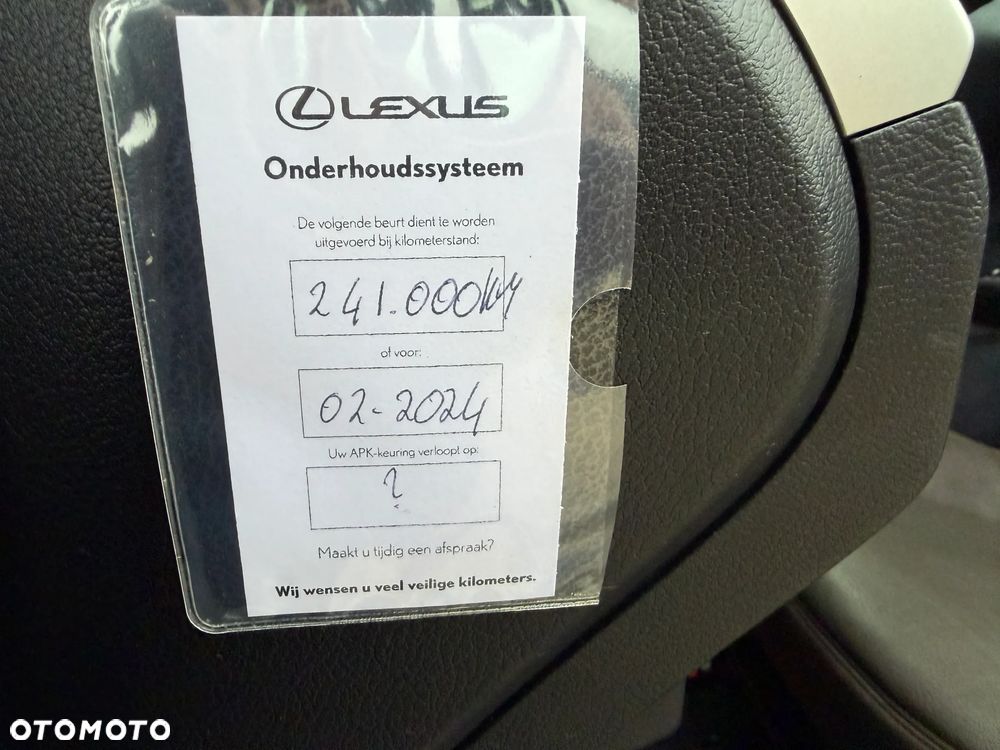 LEXUS
Onderhoudssysteem
De volgende beurt dient te worden
uitgevoerd bij kilometerstand:
241.000KM
of voor:
02-2024
Uw APK-keuring verloopt op:
?
Maakt u tijdig een afspraak?
Wij wensen u veel veilige kilometers.
OTOMOTO